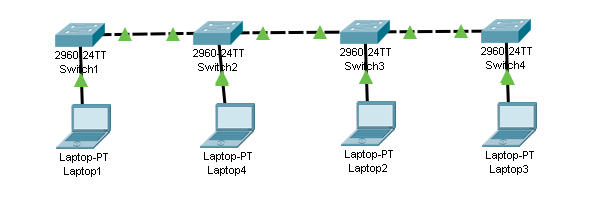 2960-24TT
Switch1
2960-24TT
Switch2
2960-24TT
Switch3
2960-24TT
Switch4
Laptop-PT
Laptop1
Laptop-PT
Laptop4
Laptop-PT
Laptop2
Laptop-PT
Laptop3